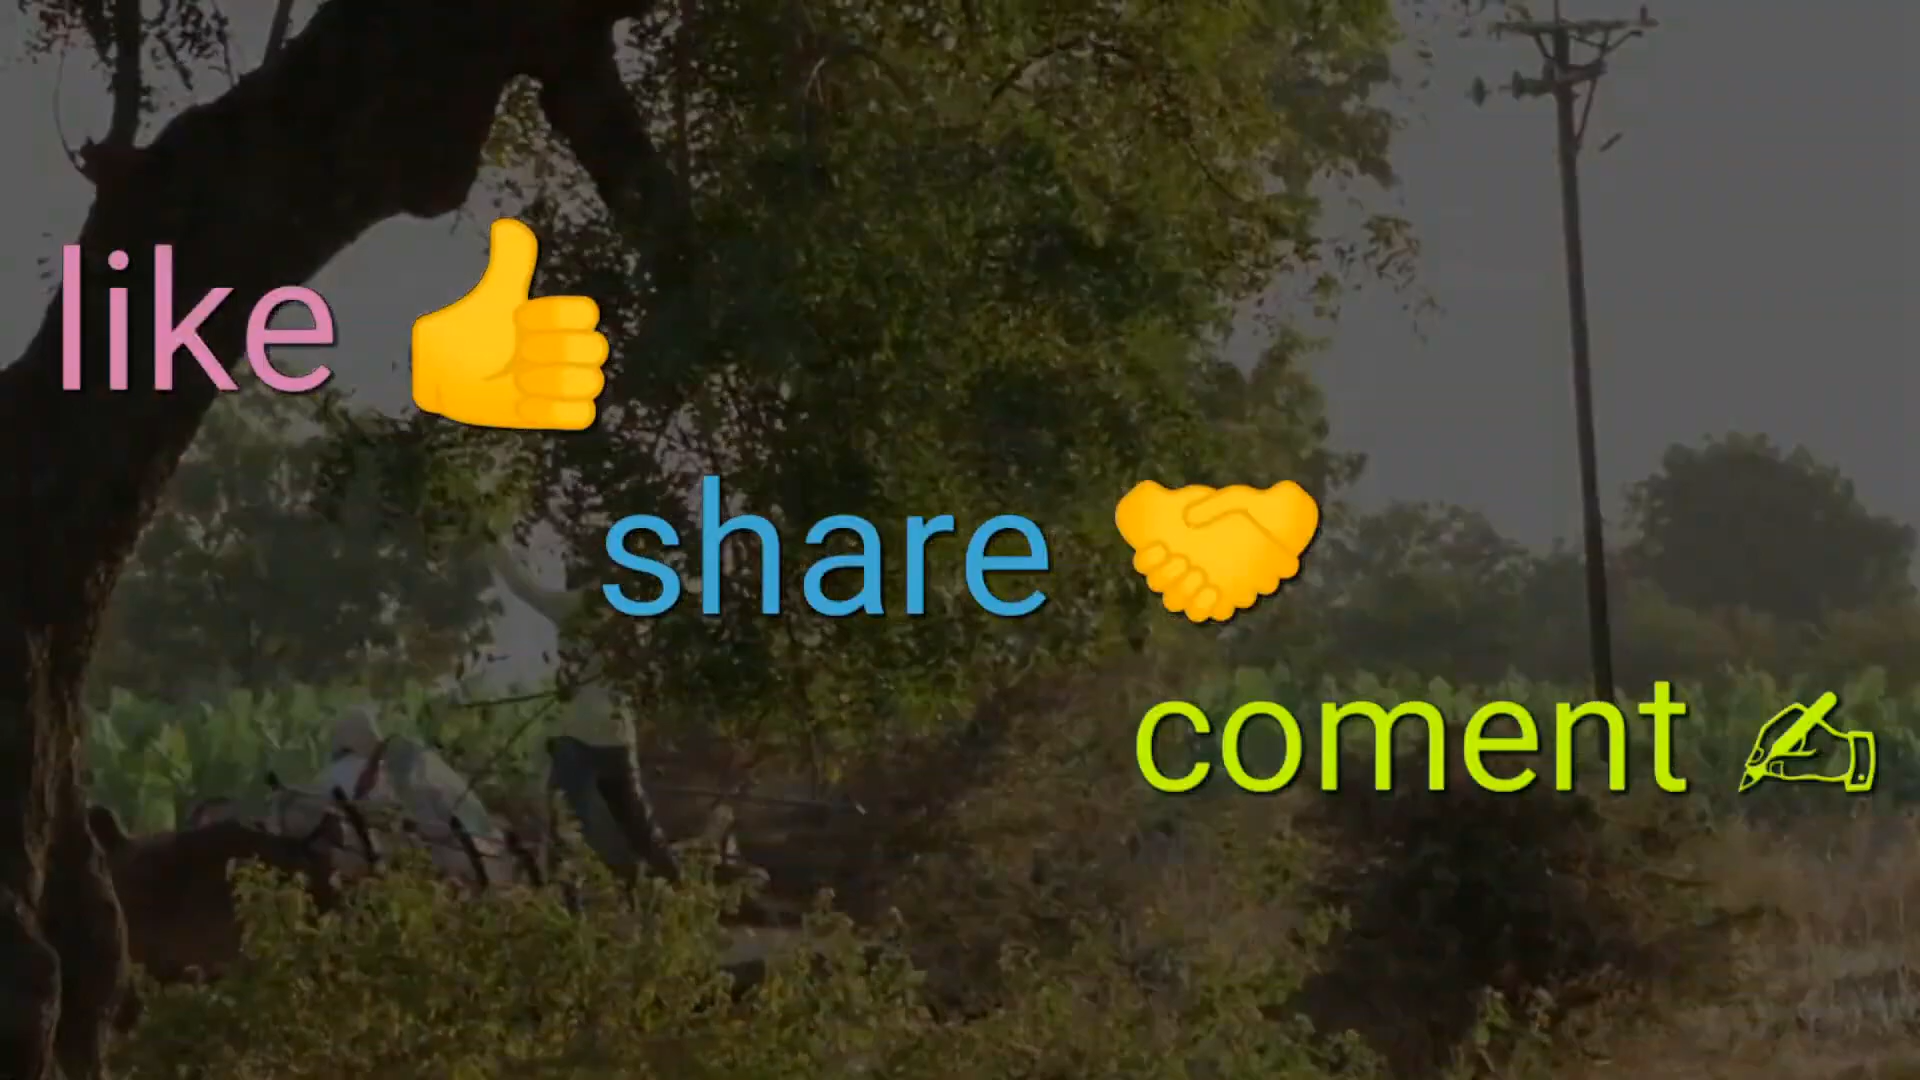 like 👍
share 🤝
coment ✍